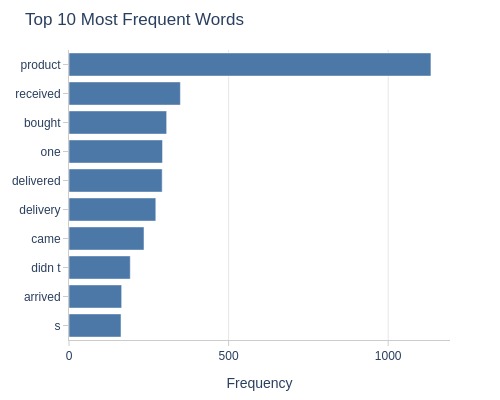 Top 10 Most Frequent Words
product
received
bought
one
delivered
delivery
came
didn t
arrived
s
0 500 1000
Frequency